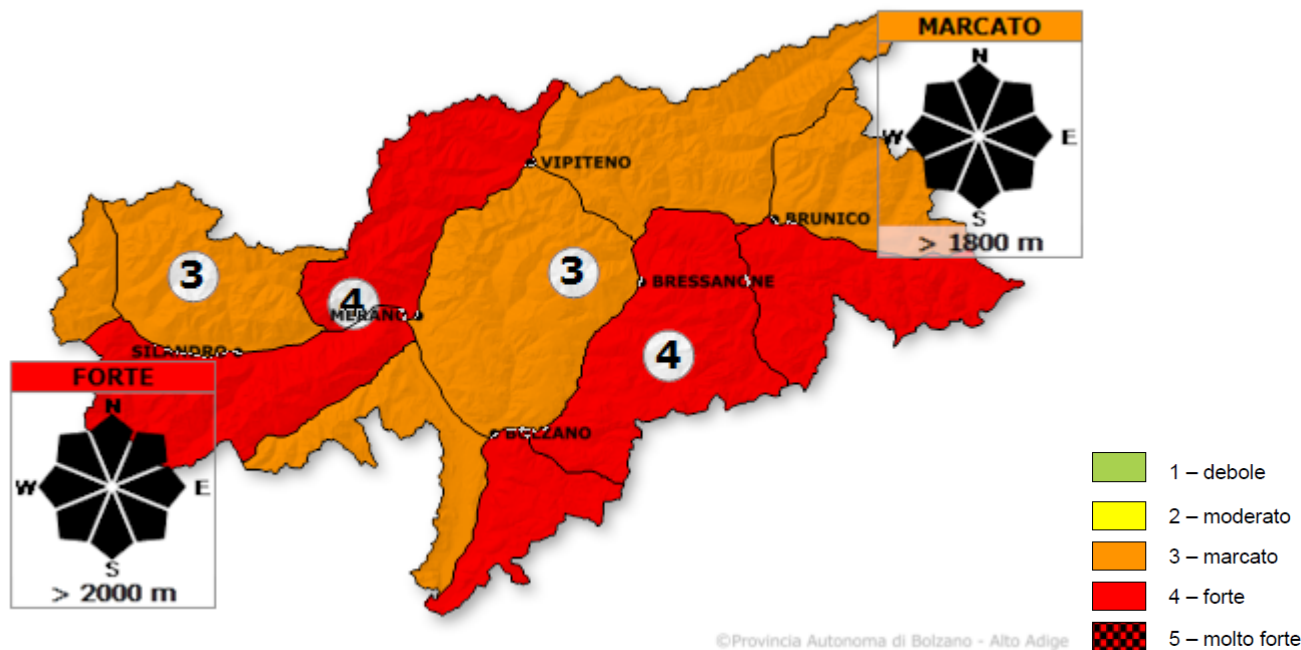 MARCATO
N
W E
S
> 1800 m
VIPITENO
BRUNICO
3
3
BRESSANONE
4
MERANO
SILANDRO
4
FORTE
N
W E
S
> 2000 m
BOLZANO
1 – debole
2 – moderato
3 – marcato
4 – forte
5 – molto forte
©Provincia Autonoma di Bolzano - Alto Adige